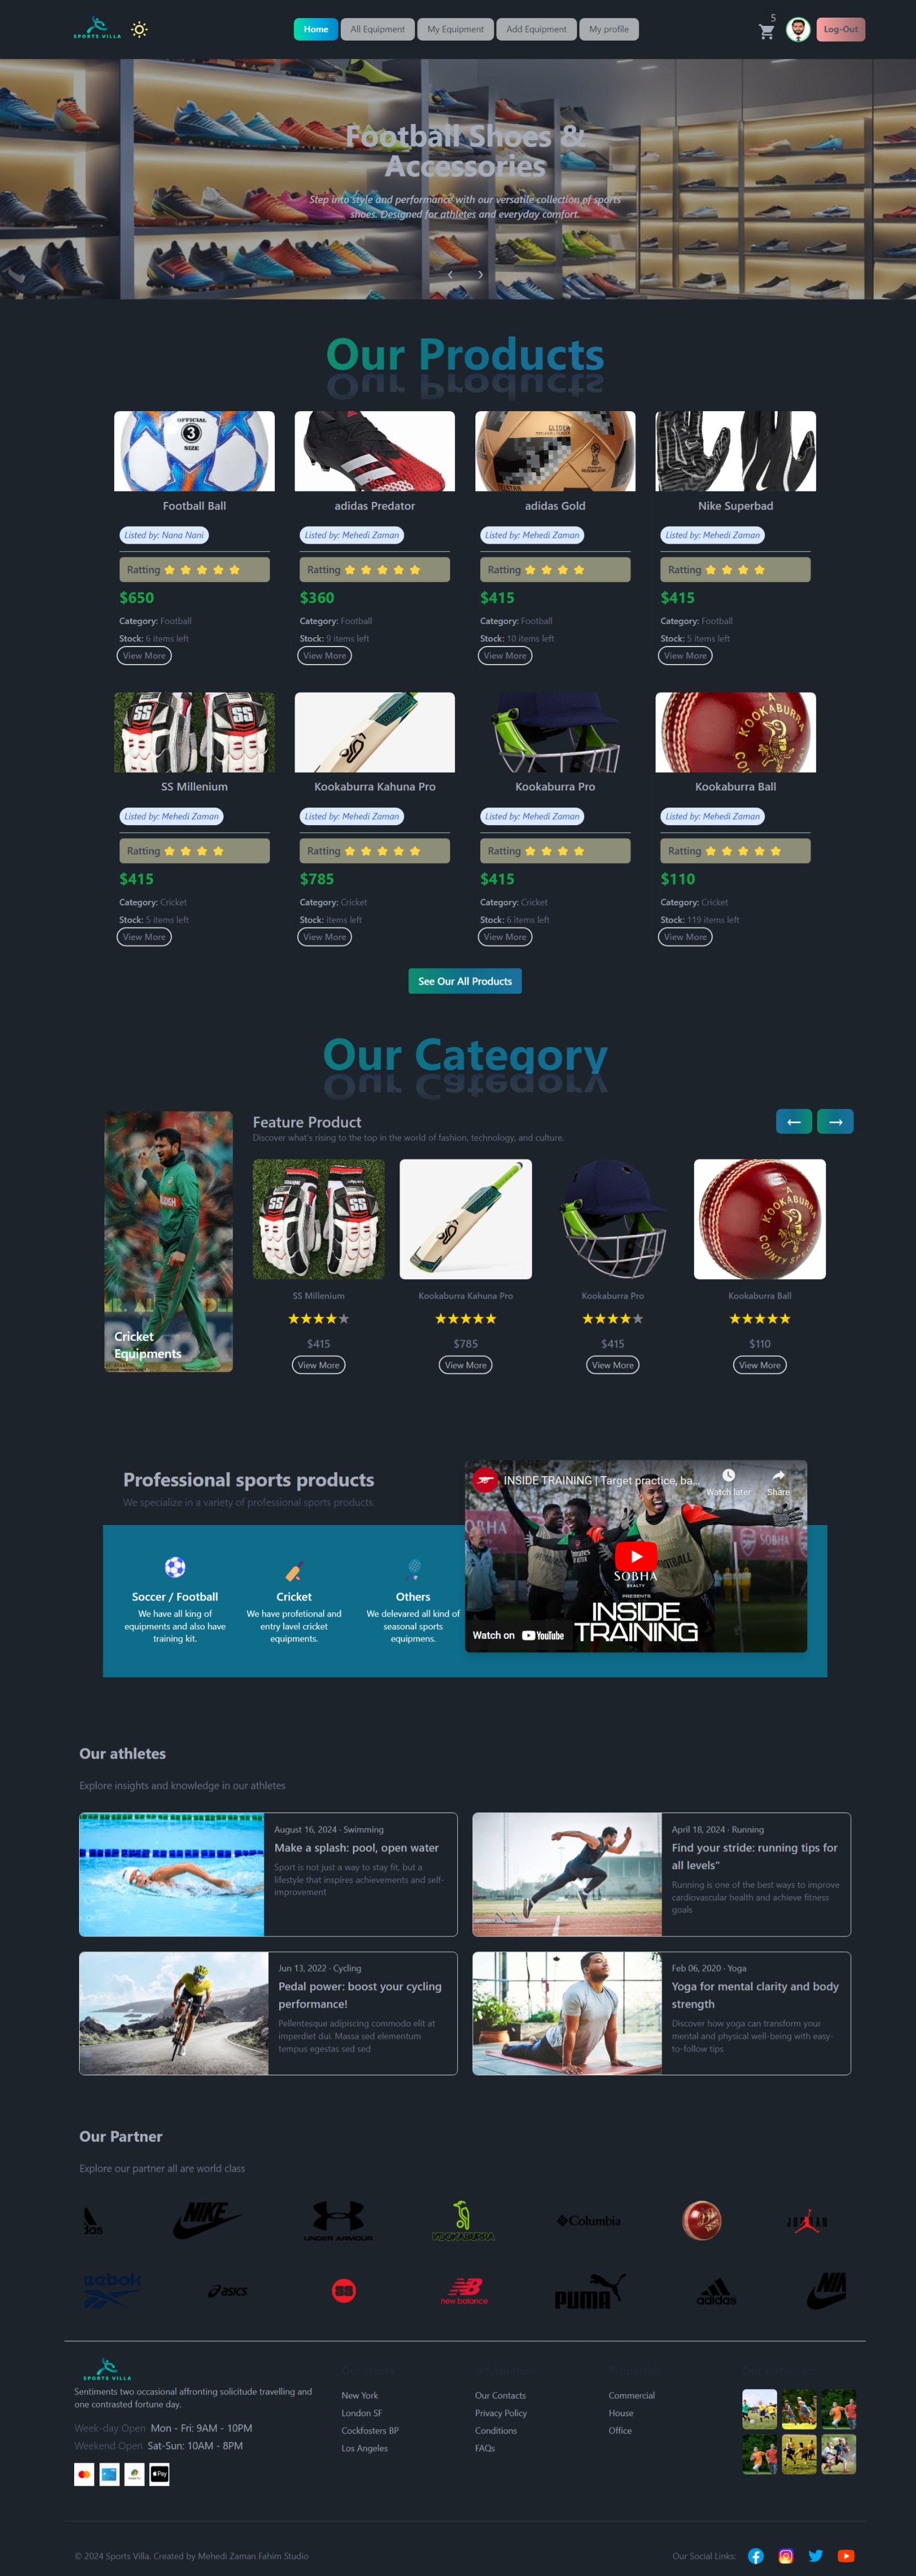 SPORTS VILLA
Home
All Equipment
My Equipment
Add Equipment
My profile
5
Log-Out
Football Shoes &
Accessories
Step into style and performance with our versatile collection of sports
shoes. Designed for athletes and everyday comfort.
Our Products
OFFICIAL
3
SIZE
Football Ball
Listed by: Nana Nani
Ratting
$650
Category: Football
Stock: 6 items left
View More
adidas Predator
Listed by: Mehedi Zaman
Ratting
$360
Category: Football
Stock: 9 items left
View More
adidas Gold
Listed by: Mehedi Zaman
Ratting
$415
Category: Football
Stock: 10 items left
View More
Nike Superbad
Listed by: Mehedi Zaman
Ratting
$415
Category: Football
Stock: 5 items left
View More
SS SS
SS Millenium
Listed by: Mehedi Zaman
Ratting
$415
Category: Cricket
Stock: 5 items left
View More
Kookaburra Kahuna Pro
Listed by: Mehedi Zaman
Ratting
$785
Category: Cricket
Stock: items left
View More
Kookaburra Pro
Listed by: Mehedi Zaman
Ratting
$415
Category: Cricket
Stock: 6 items left
View More
KOOKABURRA
Kookaburra Ball
Listed by: Mehedi Zaman
Ratting
$110
Category: Cricket
Stock: 119 items left
View More
See Our All Products
Our Category
Cricket
Equipments
Feature Product
Discover what's rising to the top in the world of fashion, technology, and culture.
← →
SS SS
SS Millenium
$415
View More
Kookaburra Kahuna Pro
$785
View More
Kookaburra Pro
$415
View More
KOOKABURRA
Kookaburra Ball
$110
View More
Professional sports products
We specialize in a variety of professional sports products.
Soccer / Football
We have all king of
equipments and also have
training kit.
Cricket
We have profetional and
entry lavel cricket
equipments.
Others
We delevared all kind of
seasonal sports
equipmens.
INSIDE TRAINING | Target practice, ba...
Watch later
Share
SOBHA
REALTY
PRESENTS
INSIDE
TRAINING
Watch on YouTube
Our athletes
Explore insights and knowledge in our athletes
August 16, 2024 · Swimming
Make a splash: pool, open water
Sport is not just a way to stay fit, but a
lifestyle that inspires achievements and self-
improvement
April 18, 2024 · Running
Find your stride: running tips for
all levels"
Running is one of the best ways to improve
cardiovascular health and achieve fitness
goals
Jun 13, 2022 · Cycling
Pedal power: boost your cycling
performance!
Pellentesque adipiscing commodo elit at
imperdiet dui. Massa sed elementum
tempus egestas sed sed
Feb 06, 2020 · Yoga
Yoga for mental clarity and body
strength
Discover how yoga can transform your
mental and physical well-being with easy-
to-follow tips
Our Partner
Explore our partner all are world class
das
NIKE
UNDER ARMOUR
KOOKABURRA
Columbia
JORDAN
eebok
asics
SS
NB
new balance
PUMA
adidas
NIK
SPORTS VILLA
Sentiments two occasional affronting solicitude travelling and
one contrasted fortune day.
Week-day Open Mon - Fri: 9AM - 10PM
Weekend Open Sat-Sun: 10AM - 8PM
Pay
New York
London SF
Cockfosters BP
Los Angeles
Our Contacts
Privacy Policy
Conditions
FAQs
Commercial
House
Office
© 2024 Sports Villa. Created by Mehedi Zaman Fahim Studio
Our Social Links: